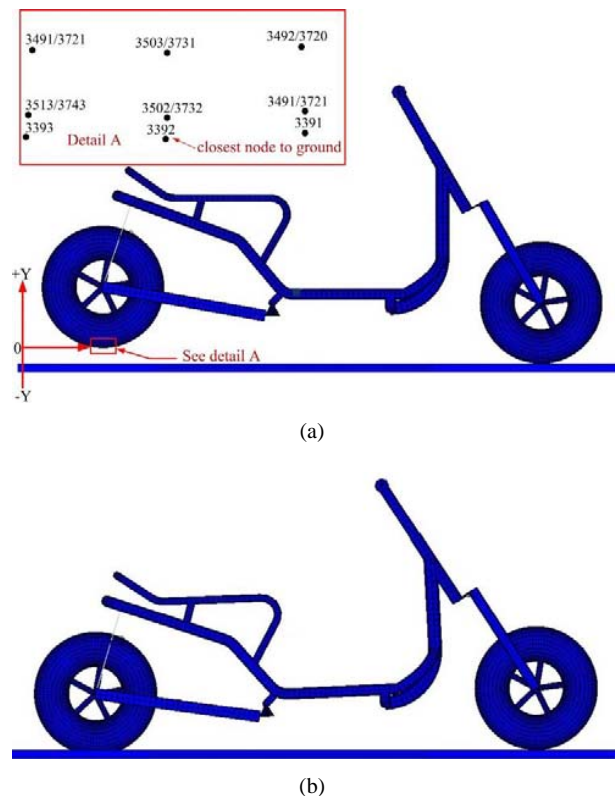 3491/3721 3503/3731 3492/3720
3513/3743 3502/3732 3491/3721
3393 3392 3391
Detail A closest node to ground
+Y
0 See detail A
-Y
(a)
(b)